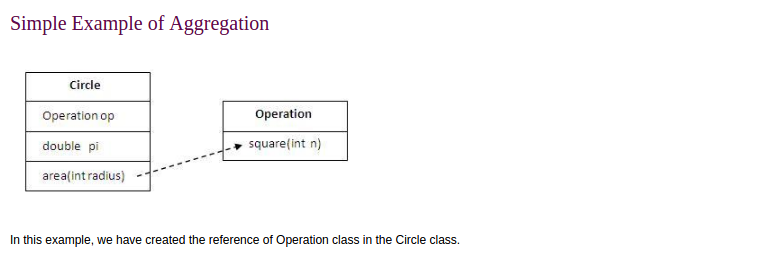 Simple Example of Aggregation
Circle
Operation op
double pi
area(int radius)
Operation
square(int n)
In this example, we have created the reference of Operation class in the Circle class.